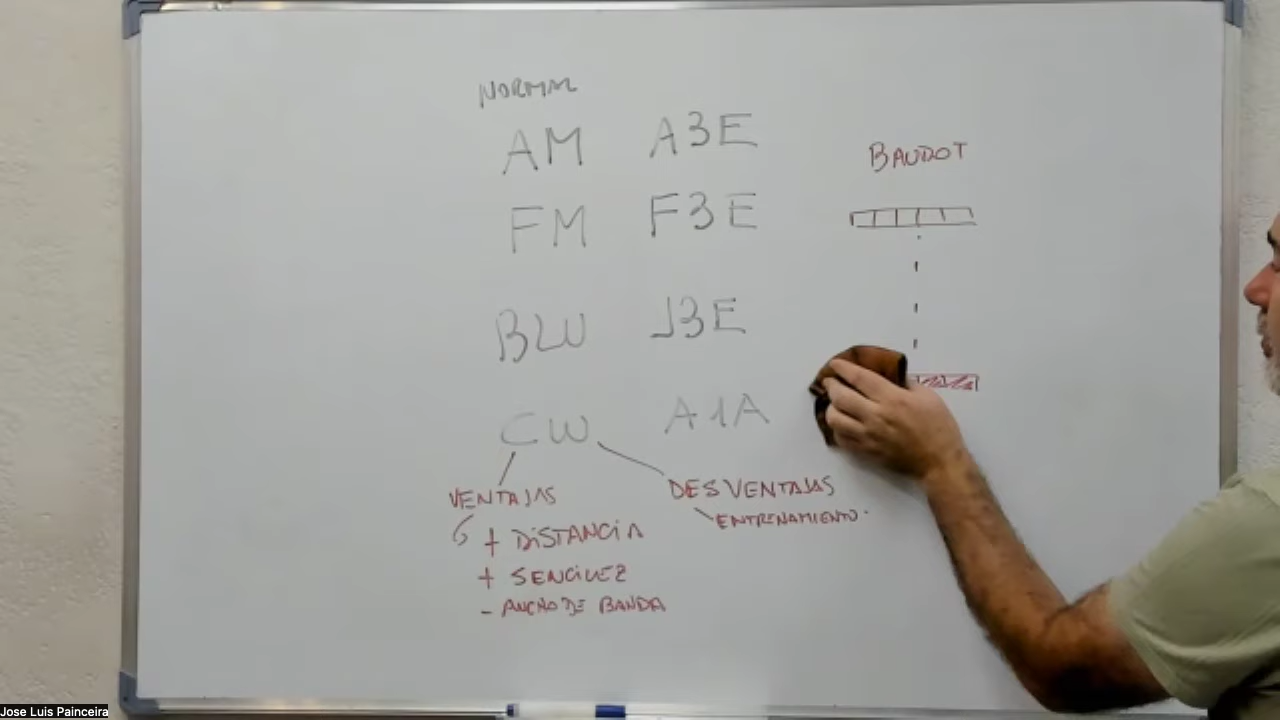 NORMAL
AM A3E
FM F3E
BLU J3E
CW A1A
VENTAJAS
+ DISTANCIA
+ SENCILLEZ
- ANCHO DE BANDA
DESVENTAJAS
ENTRENAMIENTO.
BAUDOT
Jose Luis Painceira